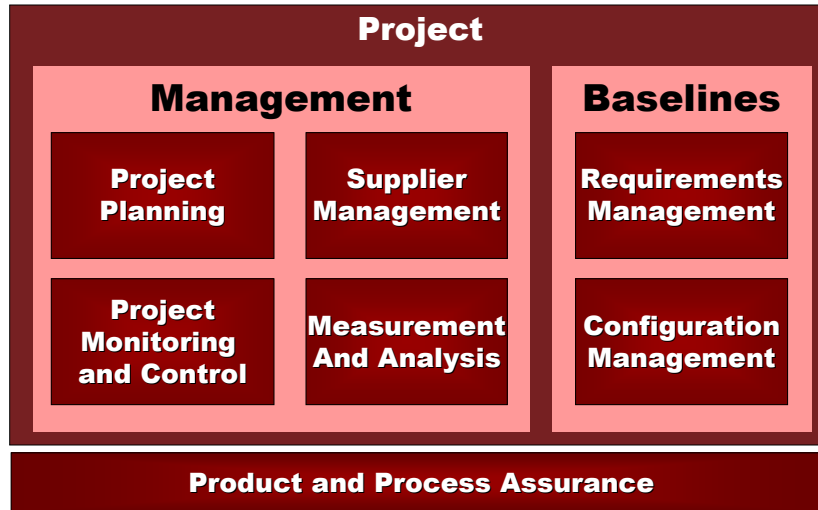 Project
Management
Project
Planning
Supplier
Management
Project
Monitoring
and Control
Measurement
And Analysis
Baselines
Requirements
Management
Configuration
Management
Product and Process Assurance